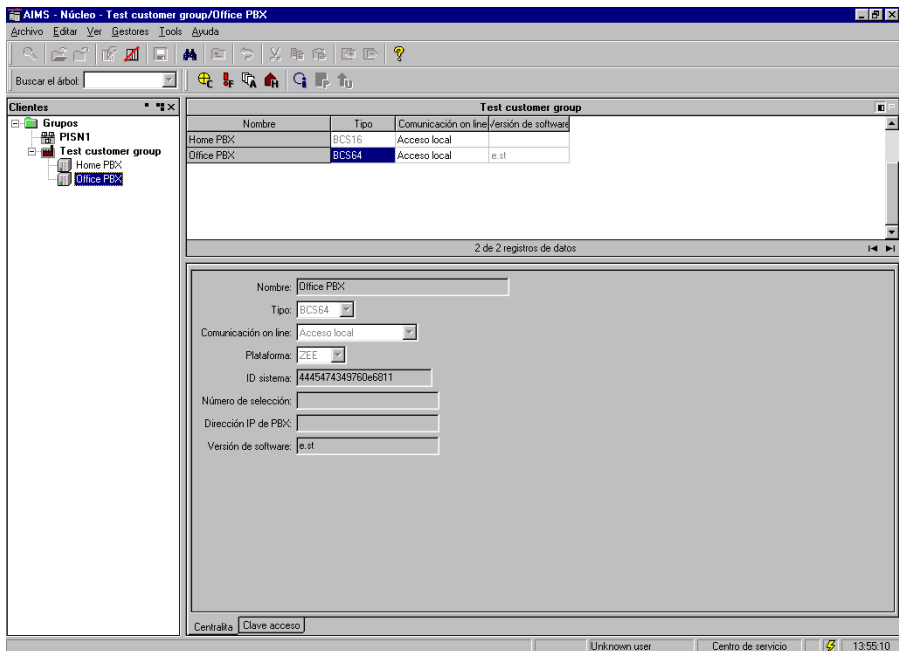 AIMS - Núcleo - Test customer group/Office PBX
Archivo Editar Ver Gestores Tools Ayuda
Buscar el árbol:
Clientes
Grupos
PISN1
Test customer group
Home PBX
Office PBX
Test customer group
Nombre Tipo Comunicación on line Versión de software
Home PBX BCS16 Acceso local
Office PBX BCS64 Acceso local e.st
2 de 2 registros de datos
Nombre: Office PBX
Tipo: BCS64
Comunicación on line: Acceso local
Plataforma: ZEE
ID sistema: 4445474349760e6811
Número de selección:
Dirección IP de PBX:
Versión de software: e.st
Centralita Clave acceso
Unknown user Centro de servicio 13:55:10